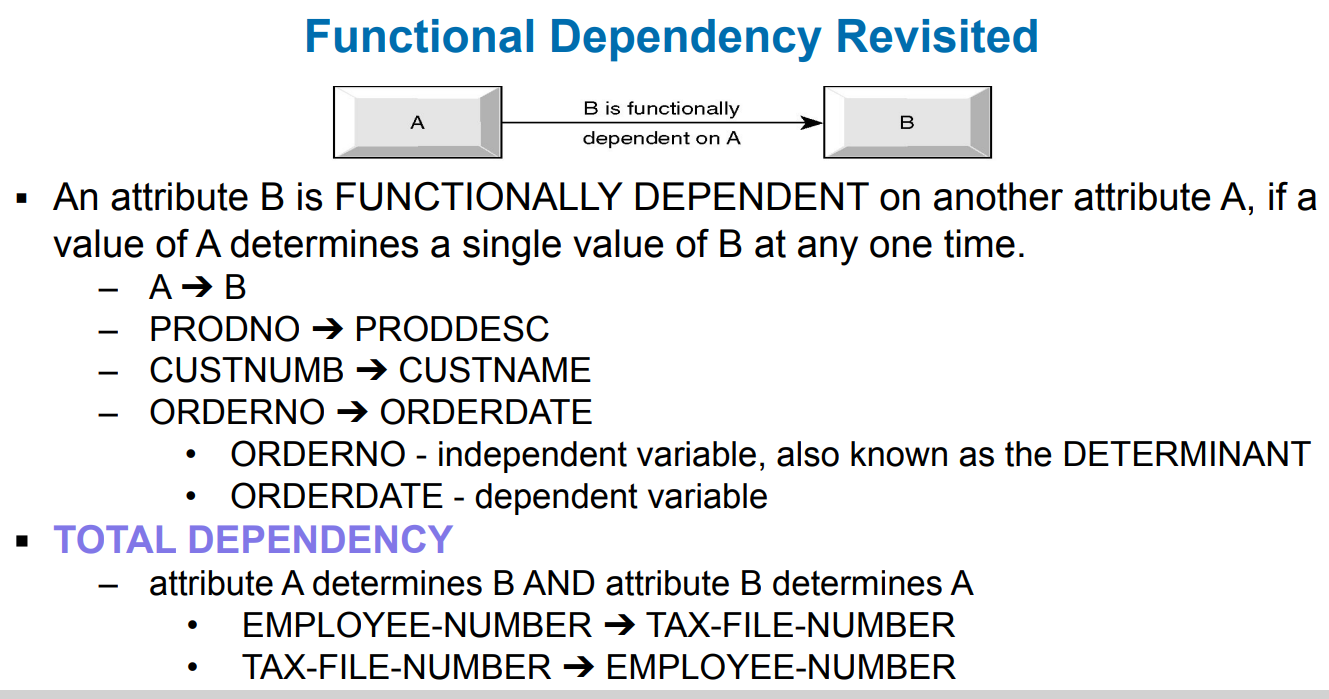 Functional Dependency Revisited
A
B is functionally
dependent on A
B
▪ An attribute B is FUNCTIONALLY DEPENDENT on another attribute A, if a
value of A determines a single value of B at any one time.
– A ➔ B
– PRODNO ➔ PRODDESC
– CUSTNUMB ➔ CUSTNAME
– ORDERNO ➔ ORDERDATE
• ORDERNO - independent variable, also known as the DETERMINANT
• ORDERDATE - dependent variable
▪ TOTAL DEPENDENCY
– attribute A determines B AND attribute B determines A
• EMPLOYEE-NUMBER ➔ TAX-FILE-NUMBER
• TAX-FILE-NUMBER ➔ EMPLOYEE-NUMBER